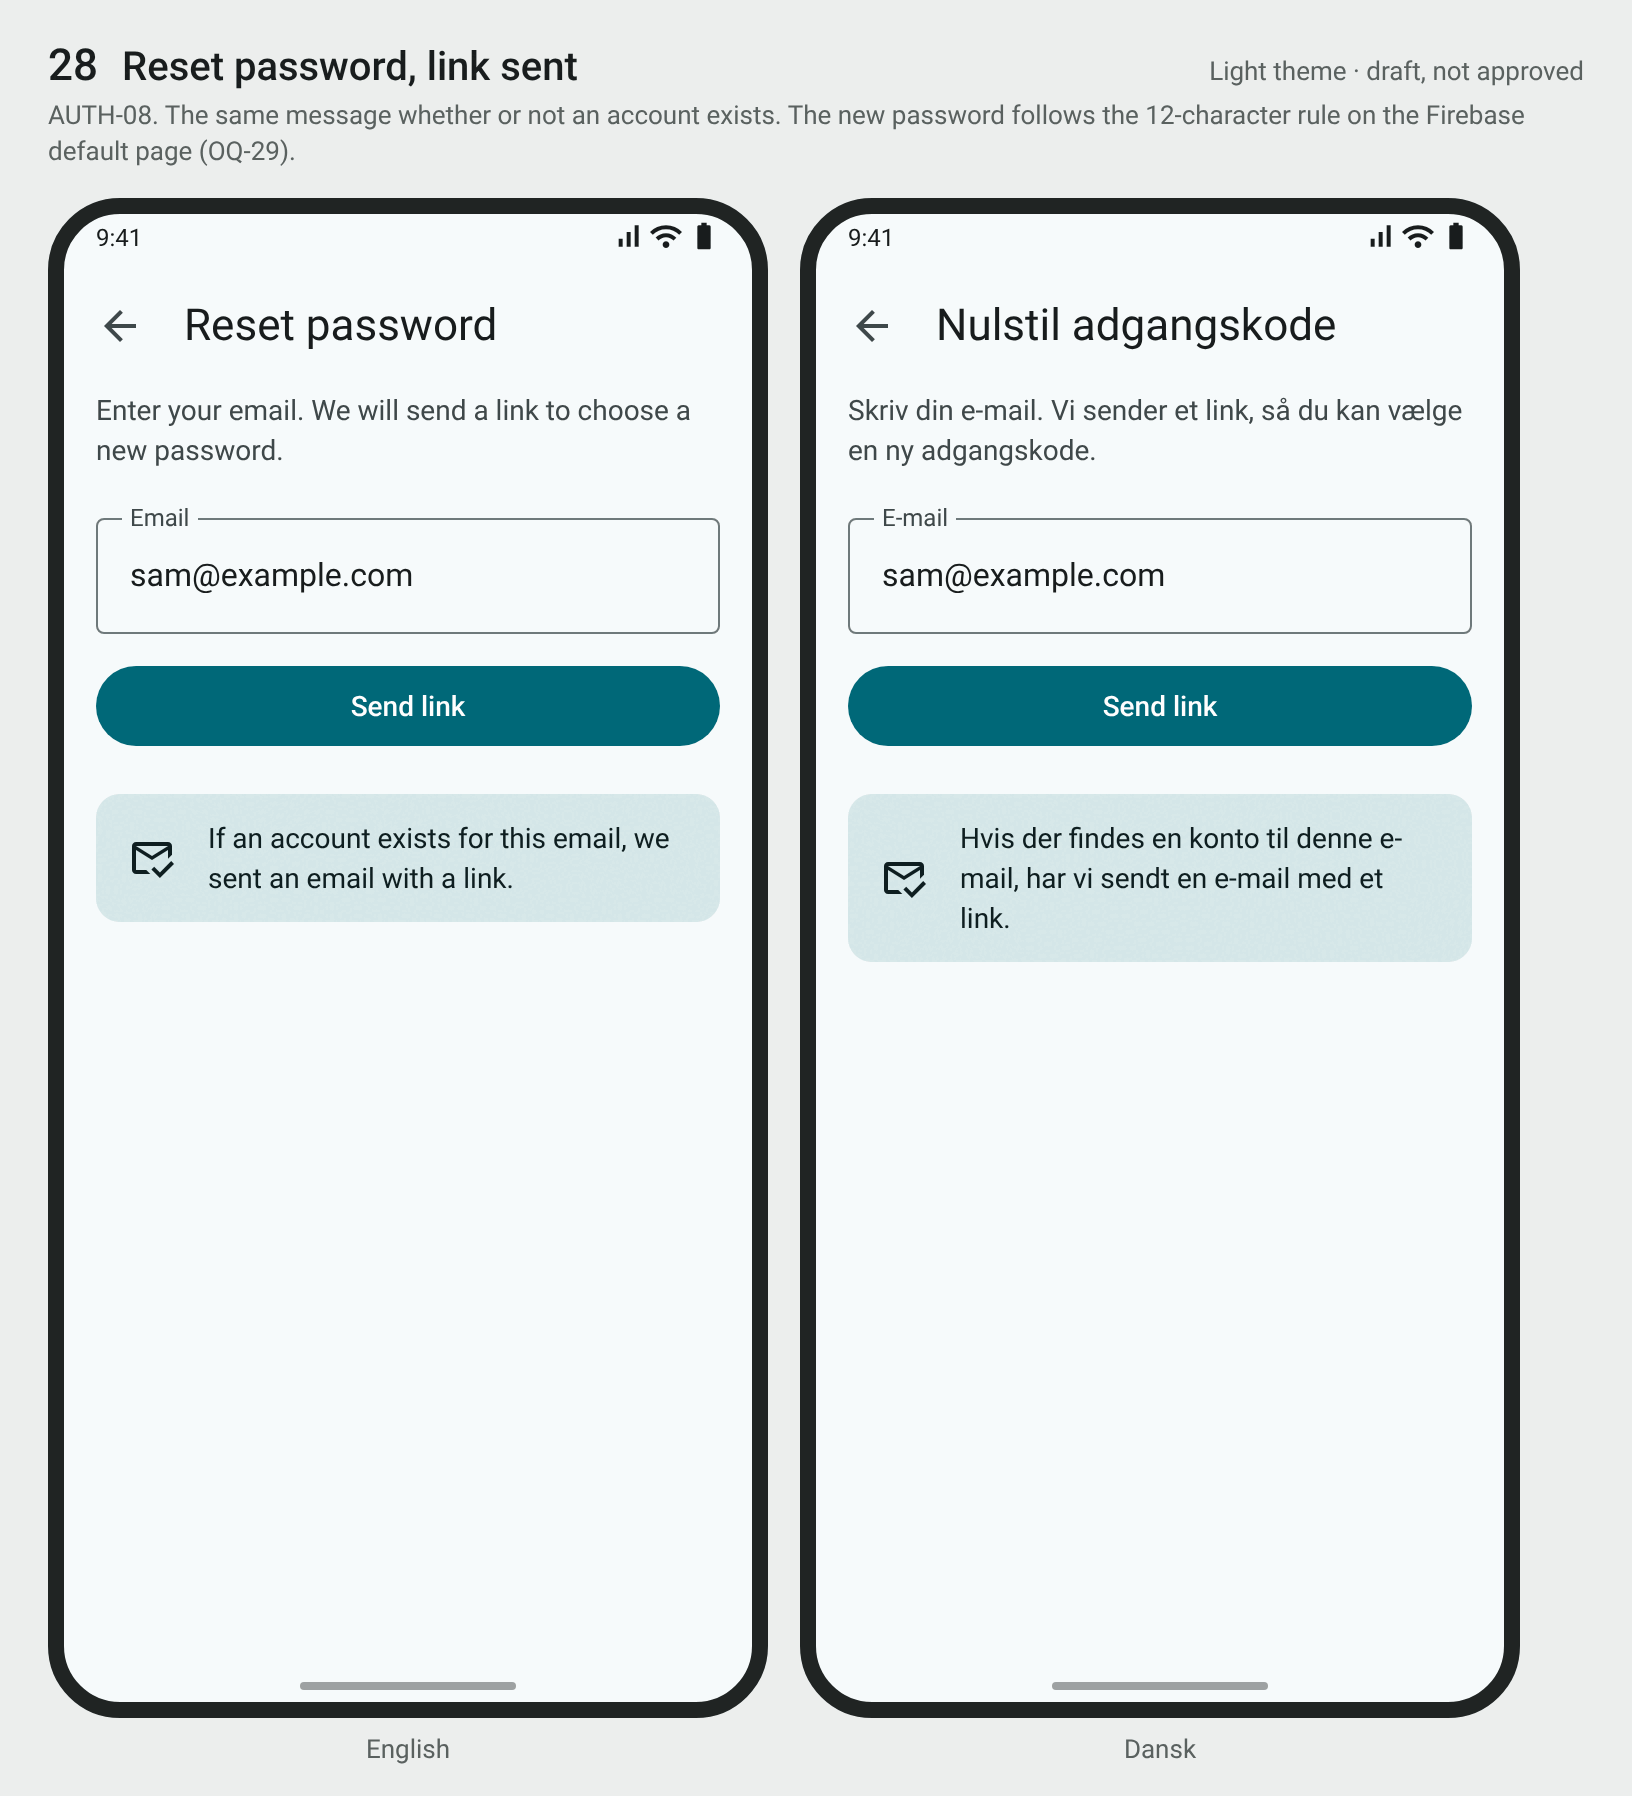 28 Reset password, link sent
Light theme · draft, not approved
AUTH-08. The same message whether or not an account exists. The new password follows the 12-character rule on the Firebase
default page (OQ-29).
9:41
Reset password
Enter your email. We will send a link to choose a
new password.
Email
sam@example.com
Send link
If an account exists for this email, we
sent an email with a link.
English
9:41
Nulstil adgangskode
Skriv din e-mail. Vi sender et link, så du kan vælge
en ny adgangskode.
E-mail
sam@example.com
Send link
Hvis der findes en konto til denne e-
mail, har vi sendt en e-mail med et
link.
Dansk